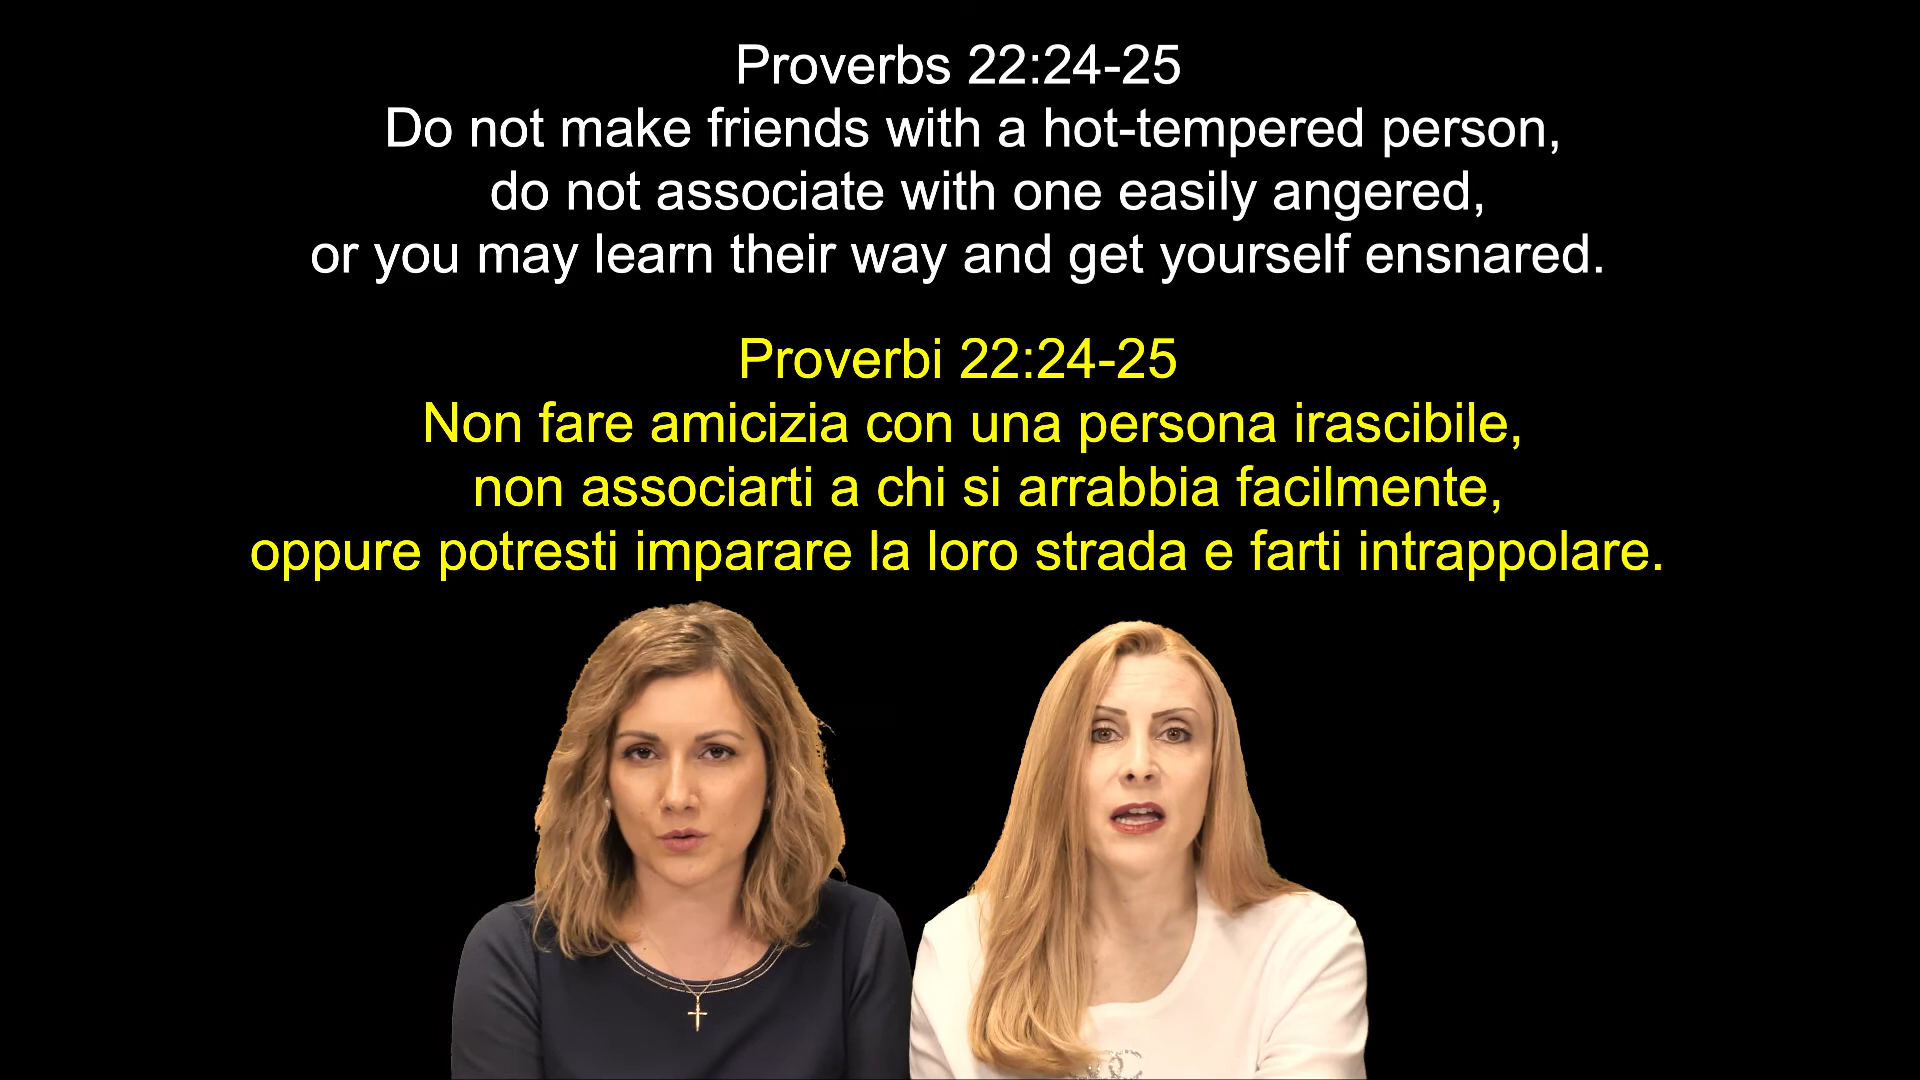 Proverbs 22:24-25
Do not make friends with a hot-tempered person,
do not associate with one easily angered,
or you may learn their way and get yourself ensnared.
Proverbi 22:24-25
Non fare amicizia con una persona irascibile,
non associarti a chi si arrabbia facilmente,
oppure potresti imparare la loro strada e farti intrappolare.